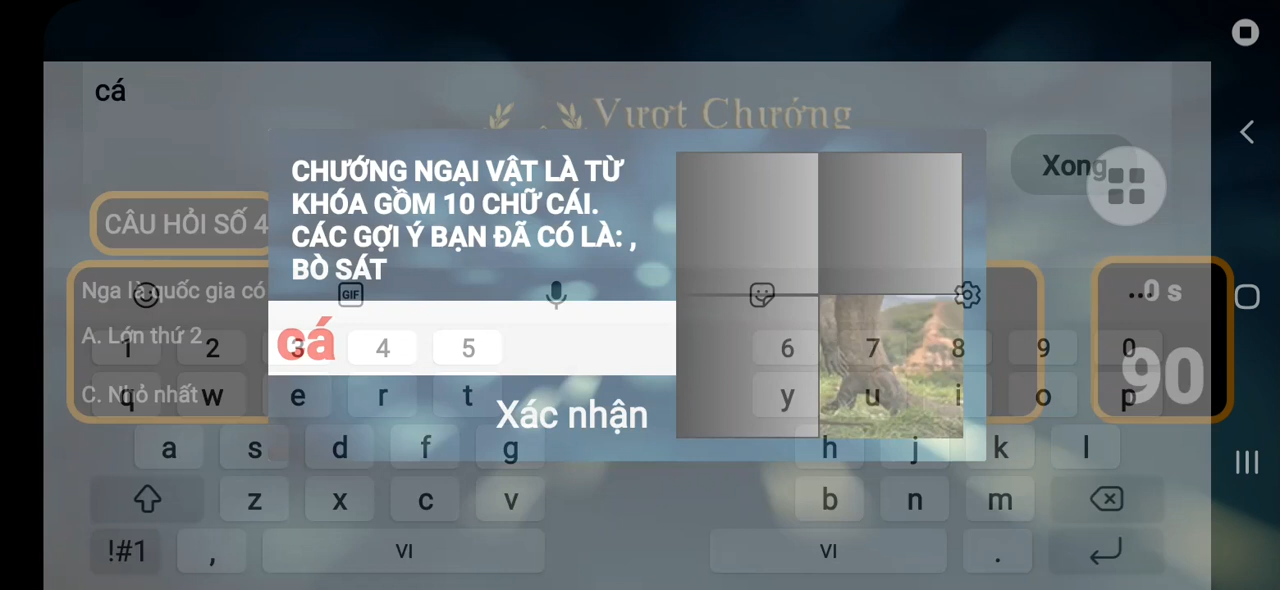 cá
Vượt Chướng
Xong
CHƯỚNG NGẠI VẬT LÀ TỪ
KHÓA GỒM 10 CHỮ CÁI.
CÁC GỢI Ý BẠN ĐÃ CÓ LÀ: ,
BÒ SÁT
CÂU HỎI SỐ 4
Nga là quốc gia có
GIF
0 s
A. Lớn thứ 2
cá
90
C. Nhỏ nhất
Xác nhận
1 2 3 4 5 6 7 8 9 0
q w e r t y u i o p
a s d f g h j k l
z x c v b n m
!#1 , VI VI .